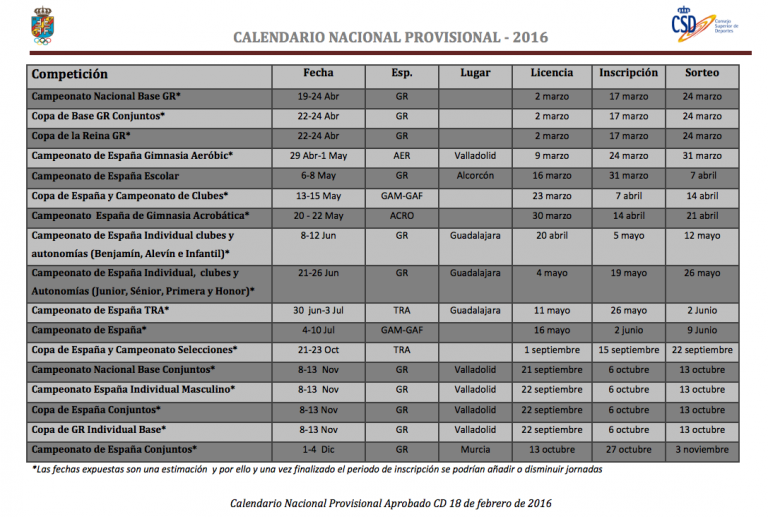 CSD Consejo
Superior de
Deportes
CALENDARIO NACIONAL PROVISIONAL - 2016
Competición Fecha Esp. Lugar Licencia Inscripción Sorteo
Campeonato Nacional Base GR* 19-24 Abr GR 2 marzo 17 marzo 24 marzo
Copa de Base GR Conjuntos* 22-24 Abr GR 2 marzo 17 marzo 24 marzo
Copa de la Reina GR* 22-24 Abr GR 2 marzo 17 marzo 24 marzo
Campeonato de España Gimnasia Aeróbic* 29 Abr-1 May AER Valladolid 9 marzo 24 marzo 31 marzo
Campeonato de España Escolar 6-8 May GR Alcorcón 16 marzo 31 marzo 7 abril
Copa de España y Campeonato de Clubes* 13-15 May GAM-GAF 23 marzo 7 abril 14 abril
Campeonato España de Gimnasia Acrobática* 20 - 22 May ACRO 30 marzo 14 abril 21 abril
Campeonato de España Individual clubes y
autonomías (Benjamín, Alevín e Infantil)* 8-12 Jun GR Guadalajara 20 abril 5 mayo 12 mayo
Campeonato de España Individual, clubes y
Autonomías (Junior, Sénior, Primera y Honor)* 21-26 Jun GR Guadalajara 4 mayo 19 mayo 26 mayo
Campeonato de España TRA* 30 jun-3 Jul TRA Guadalajara 11 mayo 26 mayo 2 Junio
Campeonato de España* 4-10 Jul GAM-GAF 16 mayo 2 junio 9 Junio
Copa de España y Campeonato Selecciones* 21-23 Oct TRA 1 septiembre 15 septiembre 22 septiembre
Campeonato Nacional Base Conjuntos* 8-13 Nov GR Valladolid 21 septiembre 6 octubre 13 octubre
Campeonato España Individual Masculino* 8-13 Nov GR Valladolid 22 septiembre 6 octubre 13 octubre
Copa de España Conjuntos* 8-13 Nov GR Valladolid 22 septiembre 6 octubre 13 octubre
Copa de GR Individual Base* 8-13 Nov GR Valladolid 22 septiembre 6 octubre 13 octubre
Campeonato de España Conjuntos* 1-4 Dic GR Murcia 13 octubre 27 octubre 3 noviembre
*Las fechas expuestas son una estimación y por ello y una vez finalizado el periodo de inscripción se podrían añadir o disminuir jornadas
Calendario Nacional Provisional Aprobado CD 18 de febrero de 2016